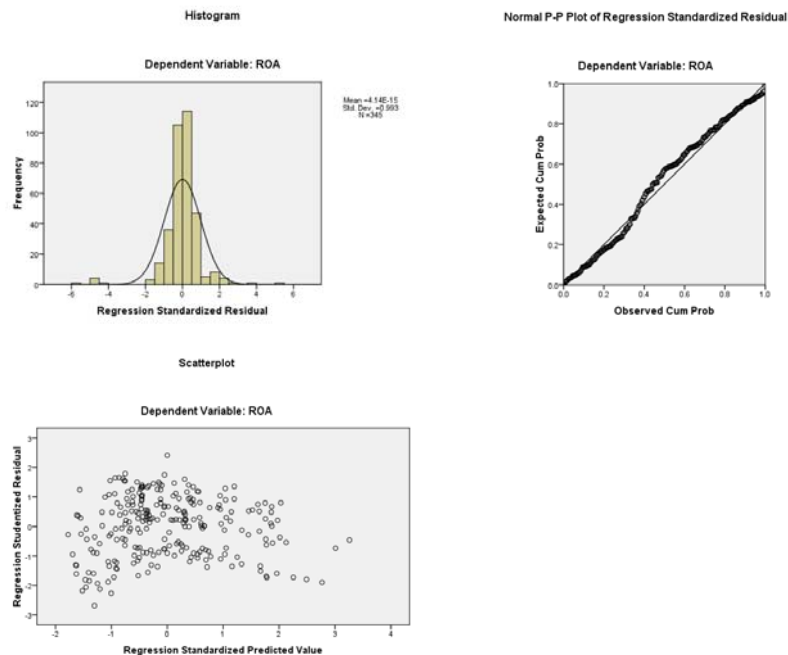 Histogram
Dependent Variable: ROA
Mean =4.14E-15
Std. Dev. =0.993
N =345
Frequency
120
100
80
60
40
20
0
-6
-4
-2
0
2
4
6
Regression Standardized Residual
Normal P-P Plot of Regression Standardized Residual
Dependent Variable: ROA
Expected Cum Prob
1.0
0.8
0.6
0.4
0.2
0.0
0.0
0.2
0.4
0.6
0.8
1.0
Observed Cum Prob
Scatterplot
Dependent Variable: ROA
Regression Studentized Residual
3
2
1
0
-1
-2
-3
-2
-1
0
1
2
3
4
Regression Standardized Predicted Value